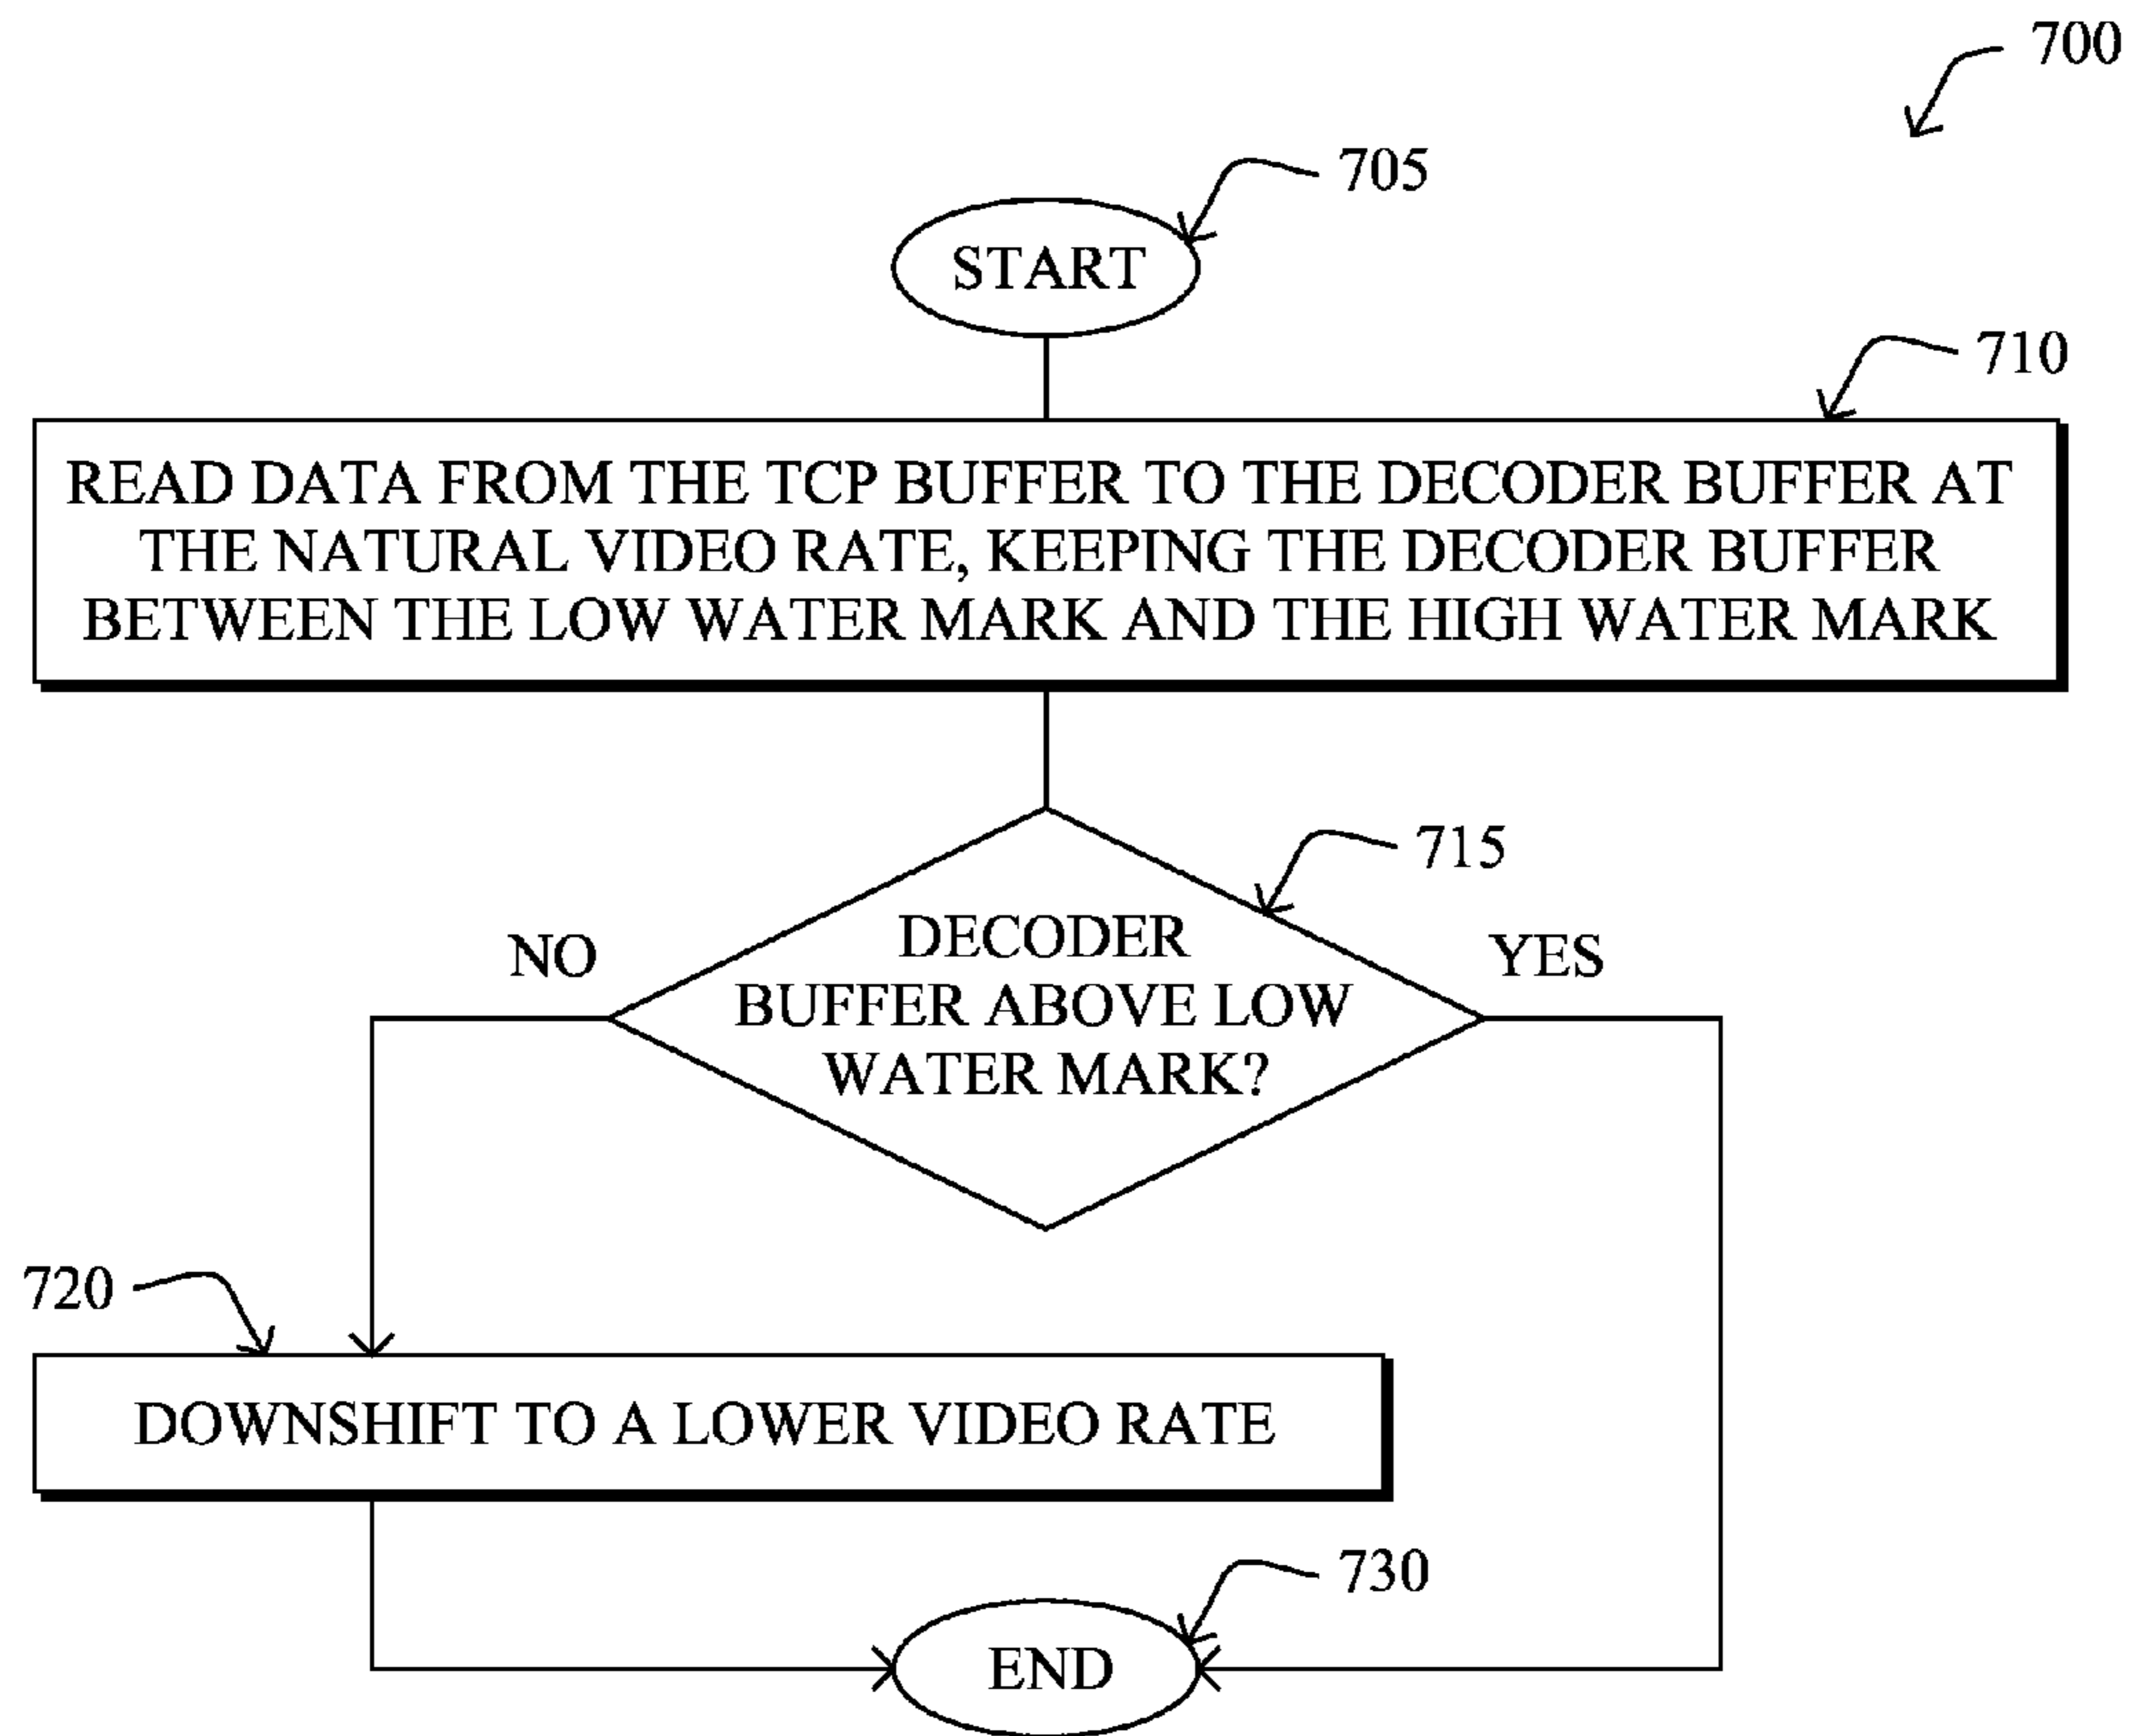 700
705
START
710
READ DATA FROM THE TCP BUFFER TO THE DECODER BUFFER AT
THE NATURAL VIDEO RATE, KEEPING THE DECODER BUFFER
BETWEEN THE LOW WATER MARK AND THE HIGH WATER MARK
715
NO
YES
DECODER
BUFFER ABOVE LOW
WATER MARK?
720
DOWNSHIFT TO A LOWER VIDEO RATE
730
END